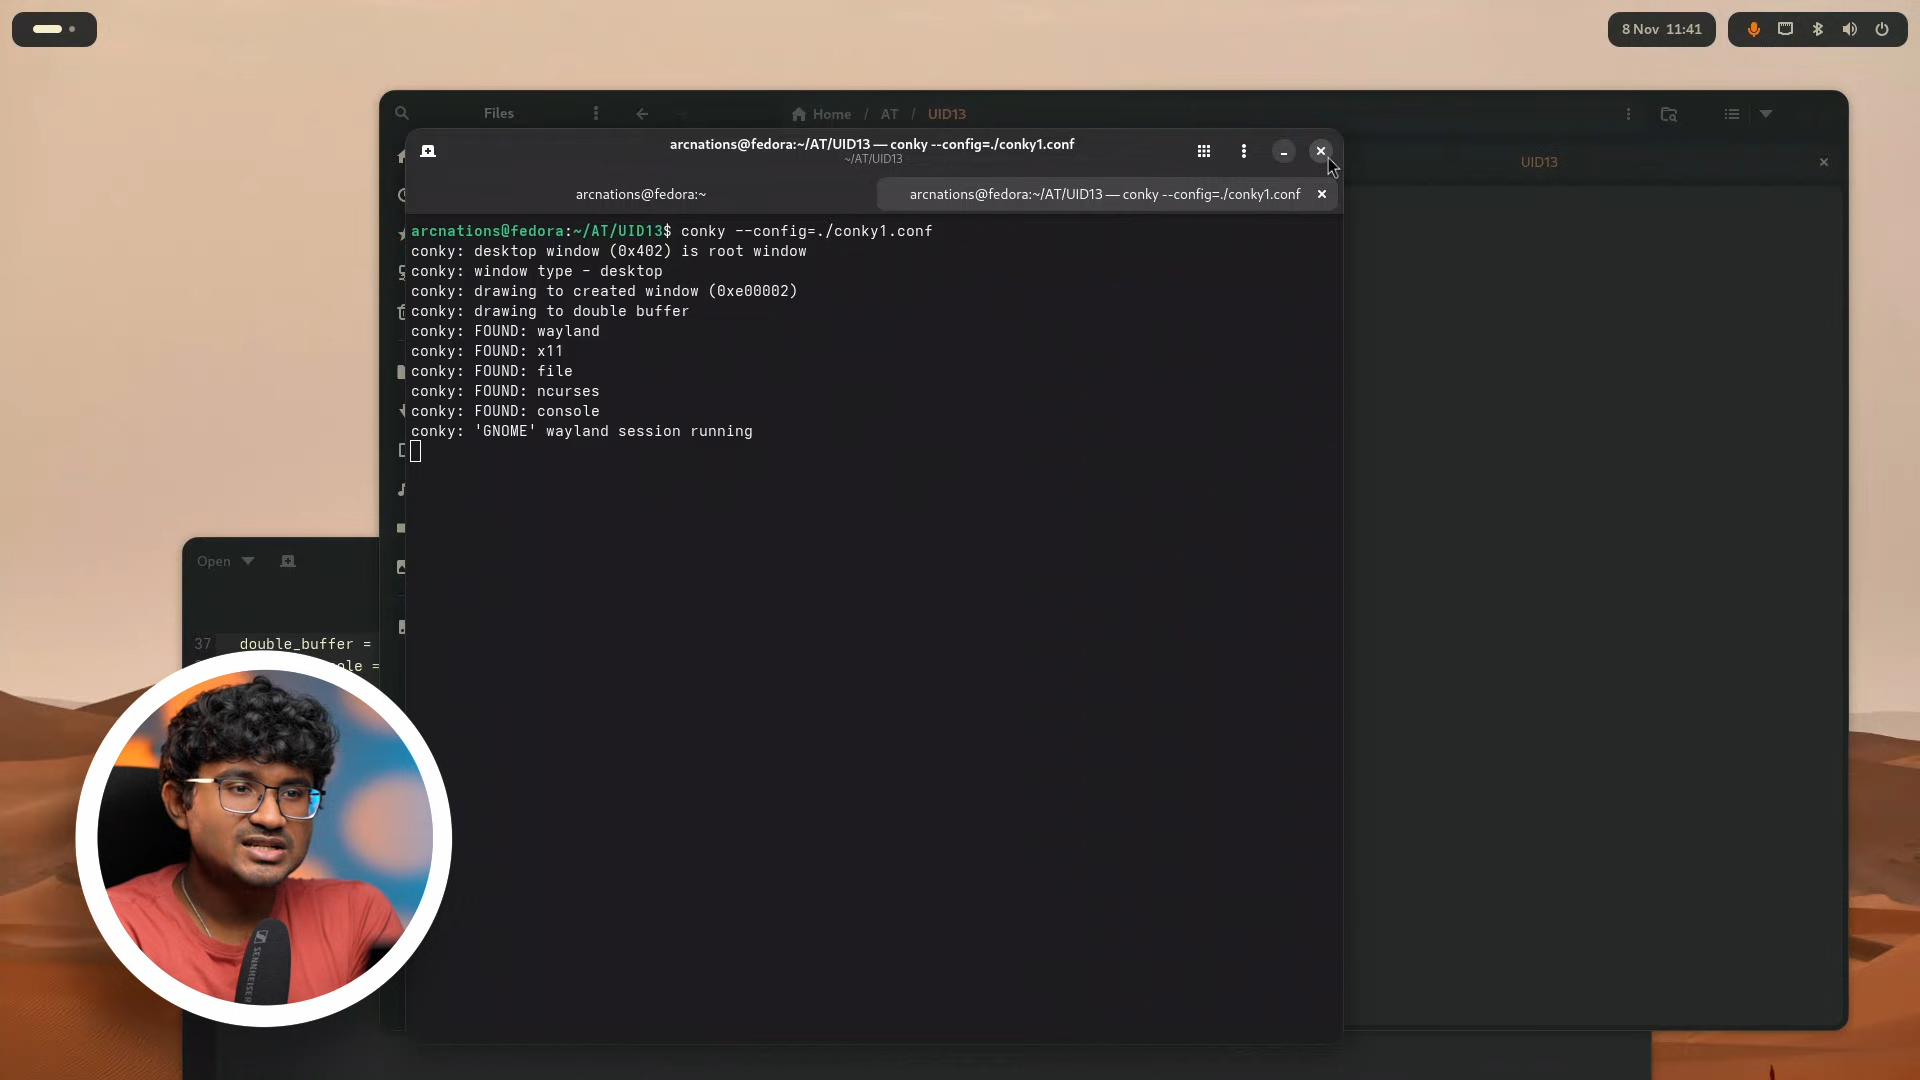 8 Nov 11:41
Files
Home / AT / UID13
UID13
arcnations@fedora:~/AT/UID13 — conky --config=./conky1.conf
~/AT/UID13
arcnations@fedora:~
arcnations@fedora:~/AT/UID13 — conky --config=./conky1.conf
arcnations@fedora:~/AT/UID13$ conky --config=./conky1.conf
conky: desktop window (0x402) is root window
conky: window type - desktop
conky: drawing to created window (0xe00002)
conky: drawing to double buffer
conky: FOUND: wayland
conky: FOUND: x11
conky: FOUND: file
conky: FOUND: ncurses
conky: FOUND: console
conky: 'GNOME' wayland session running
Open
37 double_buffer =
SENNHEISER